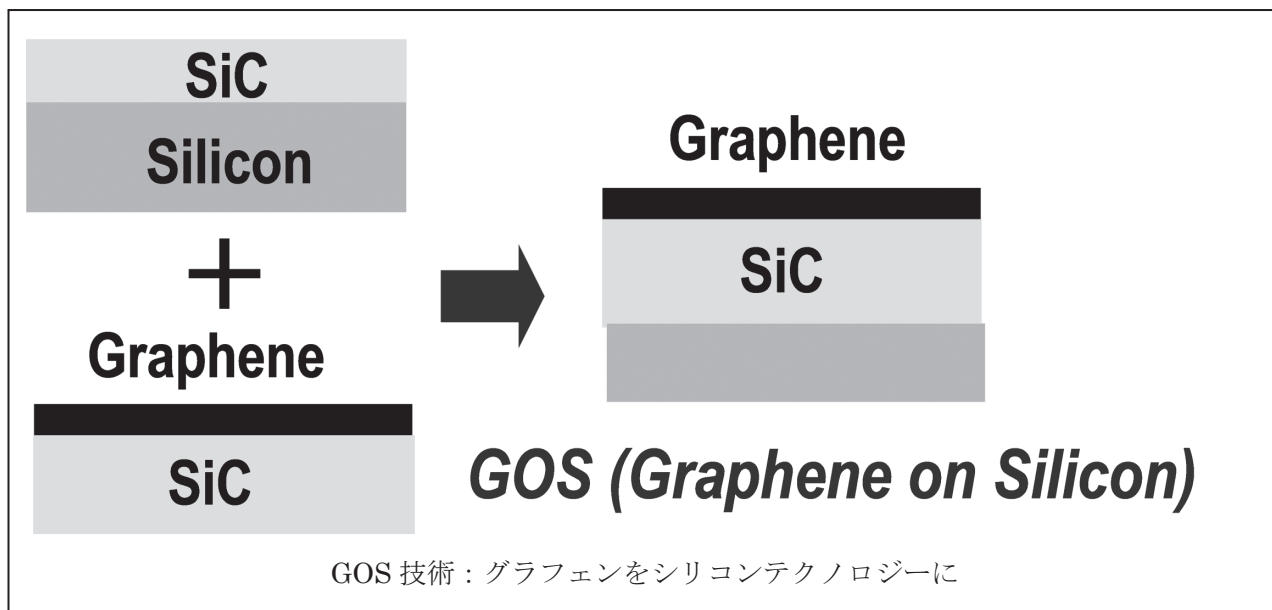 SiC
Silicon
+
Graphene
SiC
Graphene
SiC
GOS (Graphene on Silicon)
GOS 技術：グラフェンをシリコンテクノロジーに